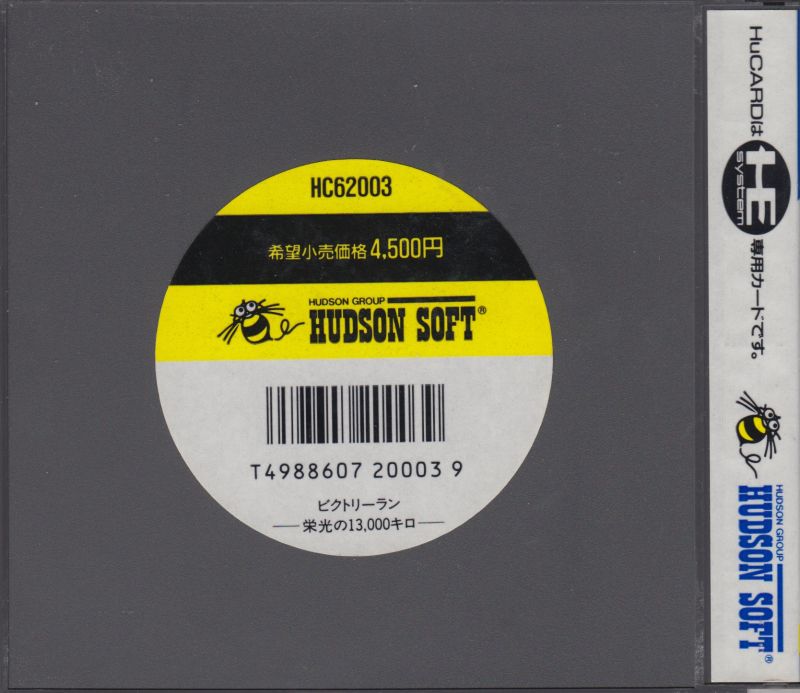 HC62003
希望小売価格4,500円
HUDSON GROUP
HUDSON SOFT®
T4988607 20003 9
ビクトリーラン
栄光の13,000キロ
HuCARDは HE system 専用カードです。
HUDSON GROUP
HUDSON SOFT®